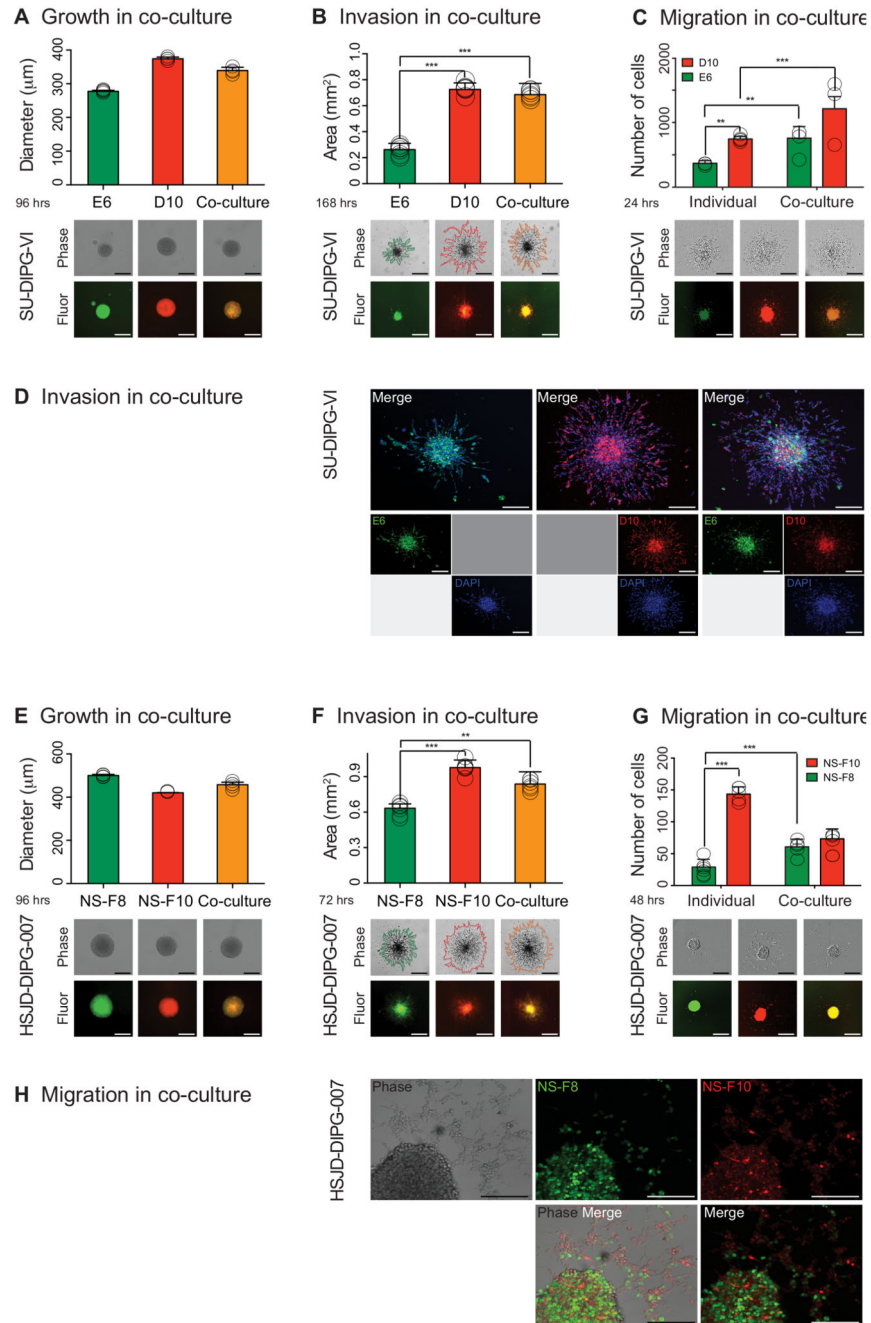 A Growth in co-culture
Diameter (µm)
400
300
200
100
0
96 hrs
E6 D10 Co-culture
SU-DIPG-VI
Phase
Fluor
B Invasion in co-culture
Area (mm²)
1.0
0.8
0.6
0.4
0.2
0
***
***
168 hrs
E6 D10 Co-culture
SU-DIPG-VI
Phase
Fluor
C Migration in co-culture
Number of cells
2000
1500
1000
500
0
D10
E6
***
**
**
24 hrs
Individual Co-culture
SU-DIPG-VI
Phase
Fluor
D Invasion in co-culture
SU-DIPG-VI
Merge Merge Merge
E6 D10 E6 D10
DAPI DAPI DAPI
E Growth in co-culture
Diameter (µm)
600
400
200
0
96 hrs
NS-F8 NS-F10 Co-culture
HSJD-DIPG-007
Phase
Fluor
F Invasion in co-culture
Area (mm²)
0.9
0.6
0.3
0
**
***
72 hrs
NS-F8 NS-F10 Co-culture
HSJD-DIPG-007
Phase
Fluor
G Migration in co-culture
Number of cells
200
150
100
50
0
NS-F10
NS-F8
***
***
48 hrs
Individual Co-culture
HSJD-DIPG-007
Phase
Fluor
H Migration in co-culture
HSJD-DIPG-007
Phase NS-F8 NS-F10
Phase Merge Merge